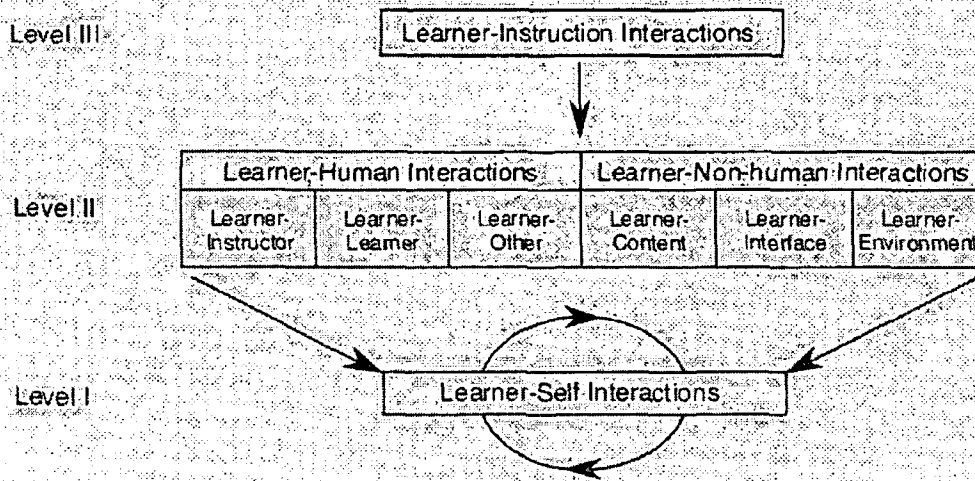 Level III
Learner-Instruction Interactions
Level II
Learner-Human Interactions
Learner-Non-human Interactions
Learner-
Instructor
Learner-
Learner
Learner-
Other
Learner-
Content
Learner-
Interface
Learner-
Environment
Level I
Learner-Self Interactions